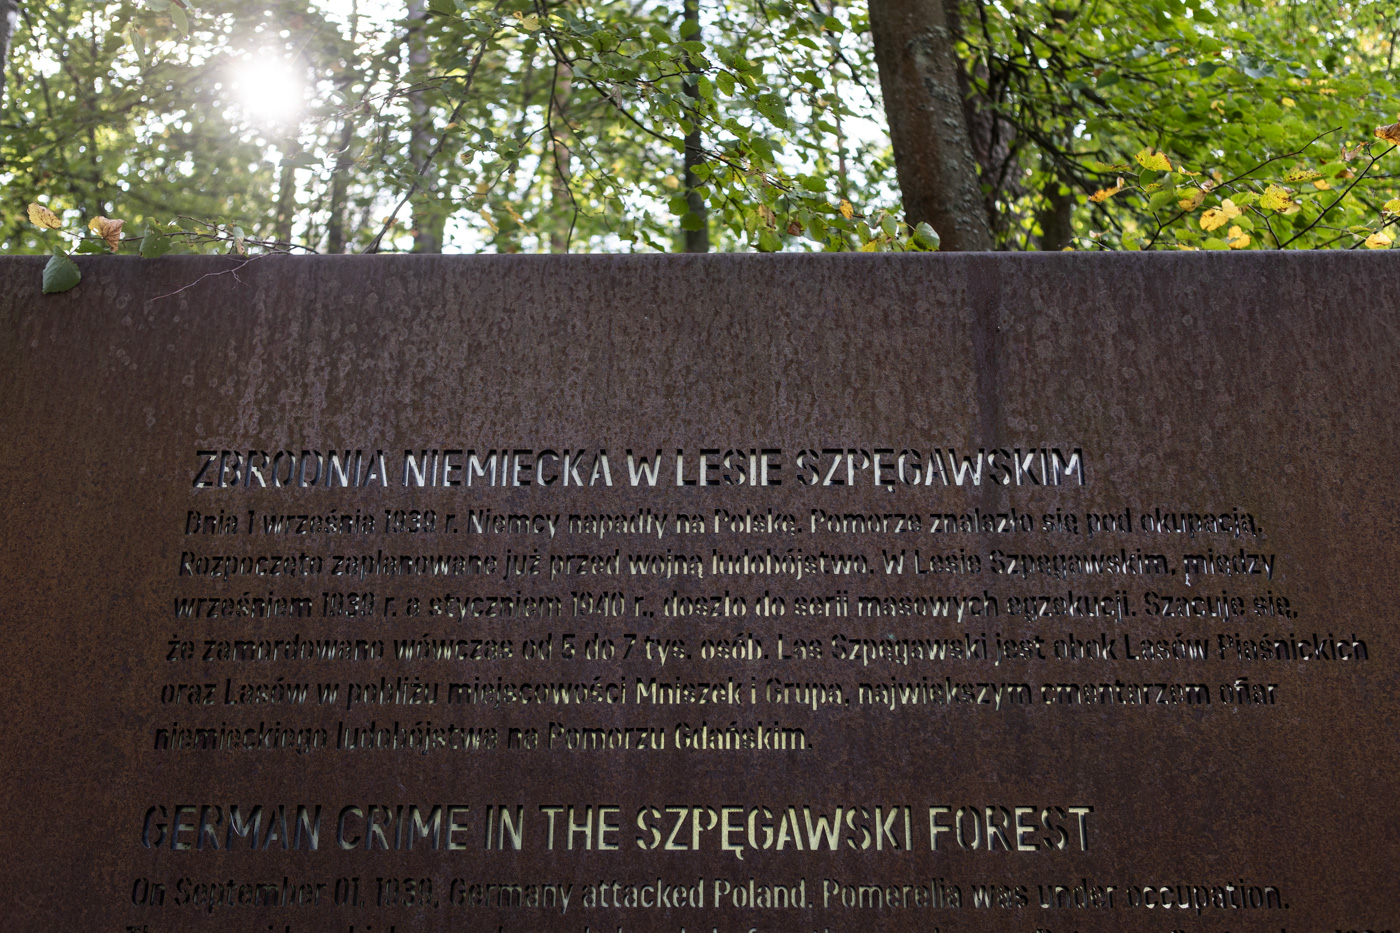 ZBRODNIA NIEMIECKA W LESIE SZPĘGAWSKIM
Dnia 1 września 1939 r. Niemcy napadły na Polskę. Pomorze znalazło się pod okupacją.
Rozpoczęto zaplanowane już przed wojną ludobójstwo. W Lesie Szpęgawskim, między
wrześniem 1939 r. a styczniem 1940 r., doszło do serii masowych egzekucji. Szacuje się,
że zamordowano wówczas od 5 do 7 tys. osób. Las Szpęgawski jest obok Lasów Piaśnickich
oraz Lasów w pobliżu miejscowości Mniszek i Grupa, największym cmentarzem ofiar
niemieckiego ludobójstwa na Pomorzu Gdańskim.
GERMAN CRIME IN THE SZPĘGAWSKI FOREST
On September 01, 1939, Germany attacked Poland. Pomerelia was under occupation.